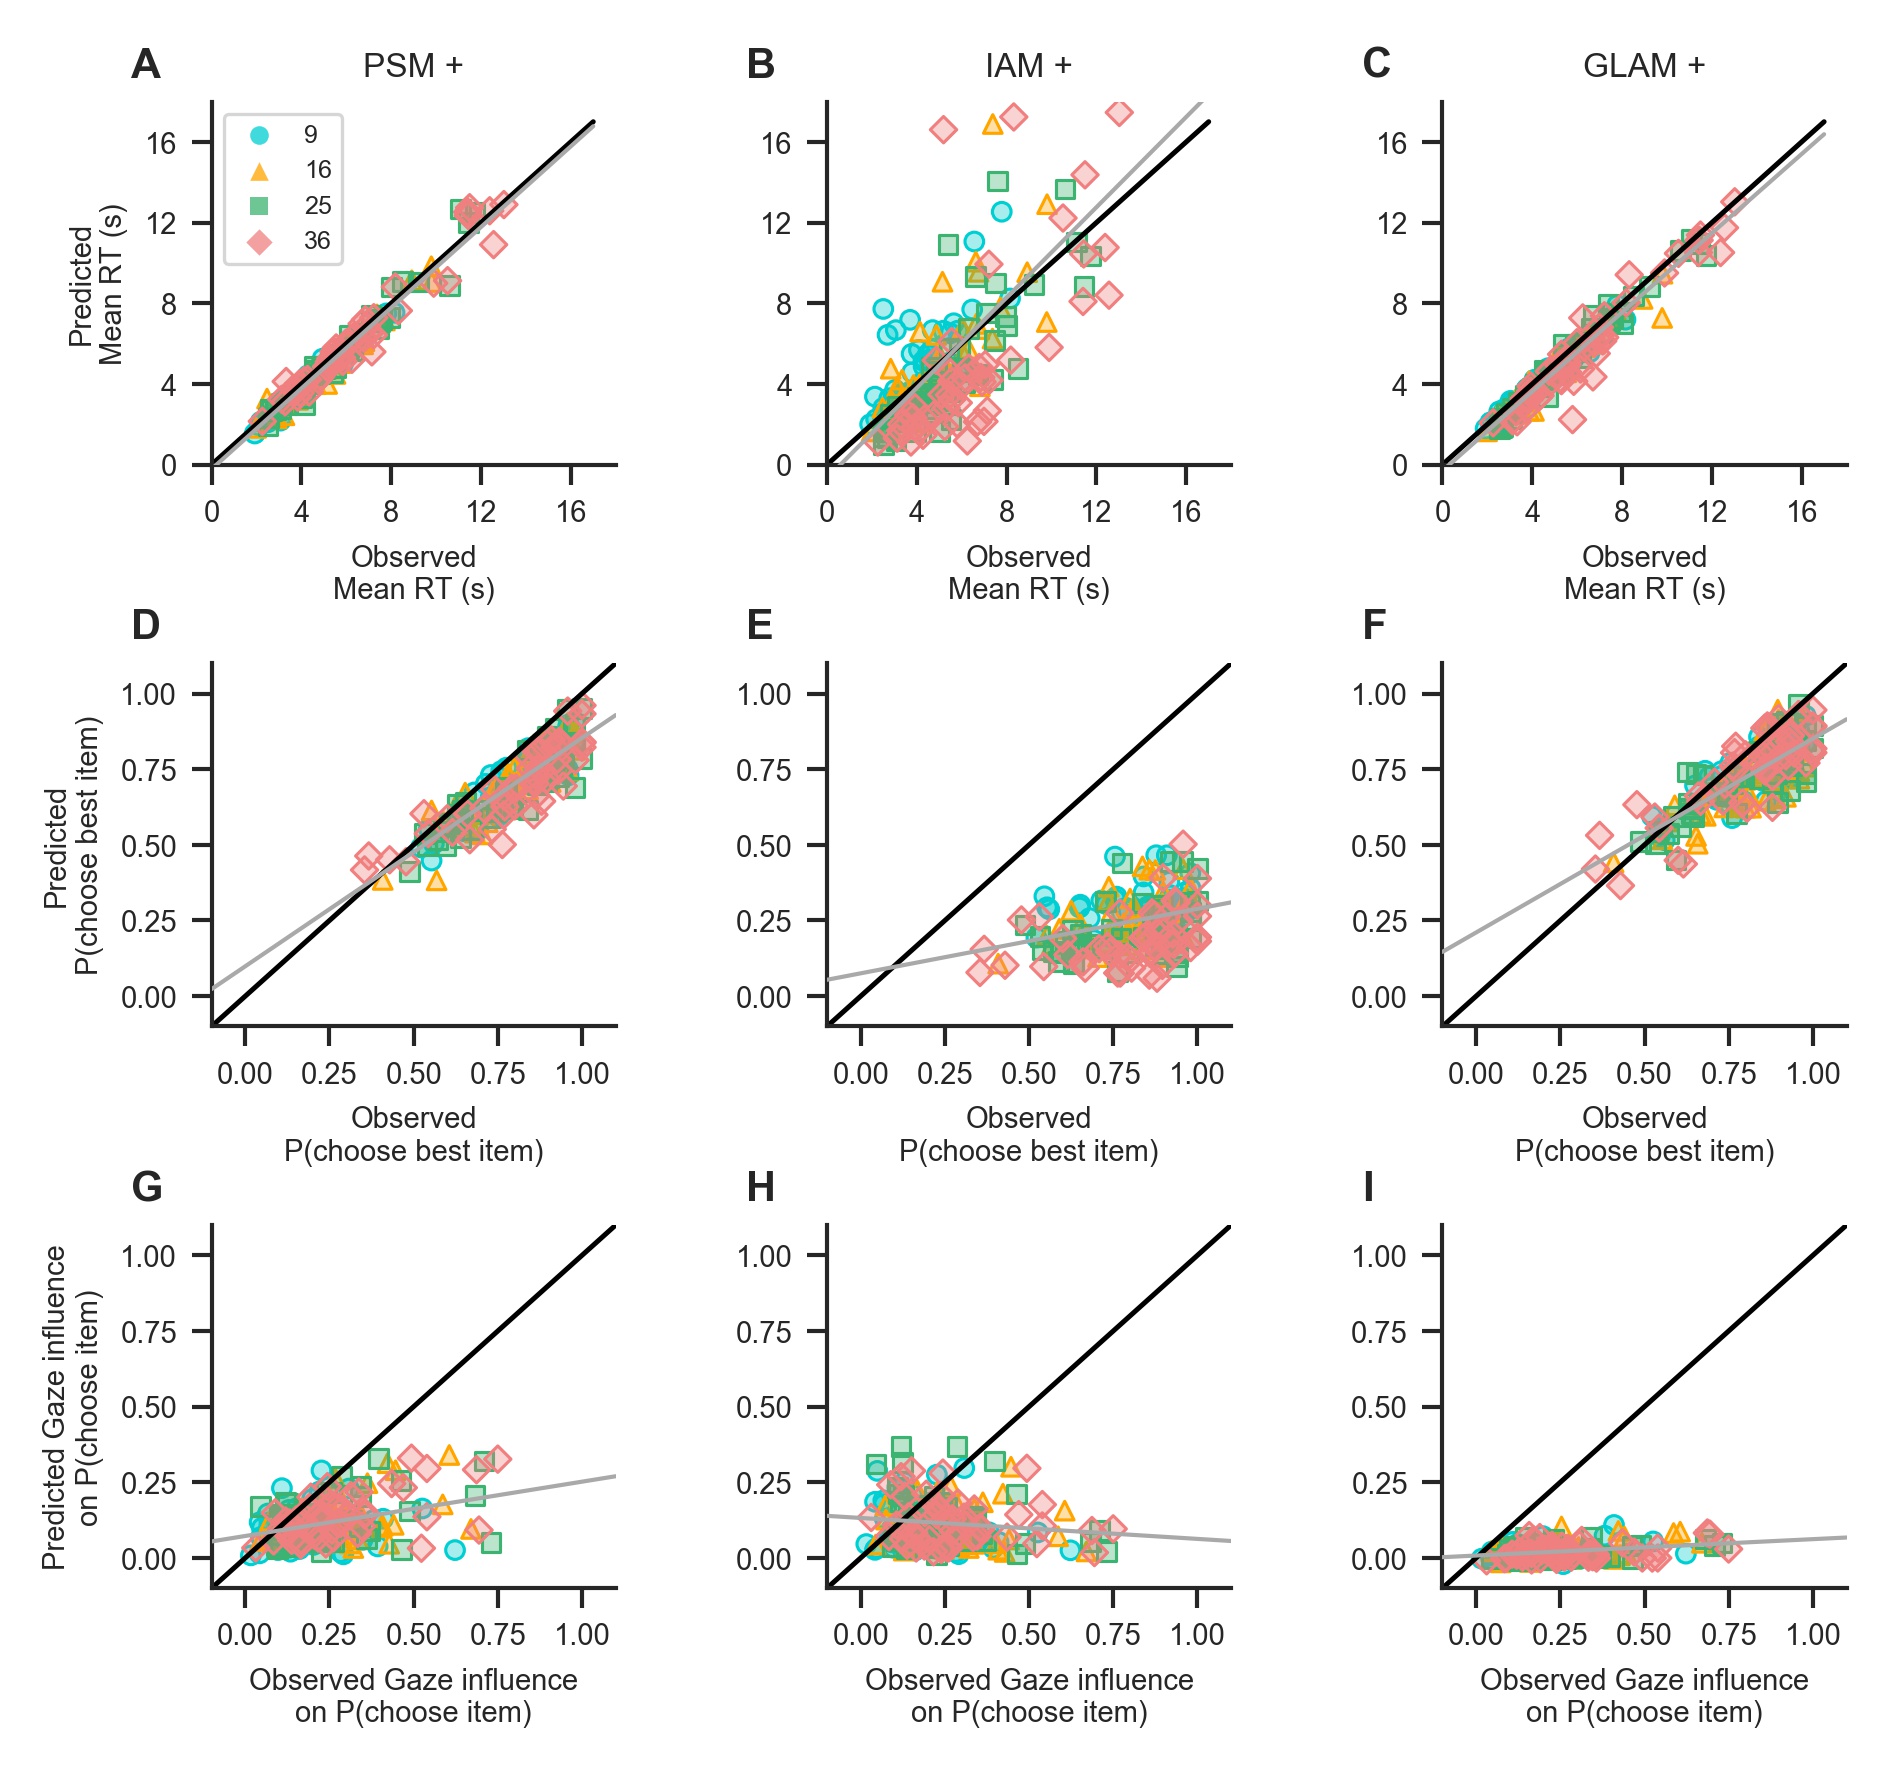 A
PSM +
B
IAM +
C
GLAM +
9
16
25
36
Predicted
Mean RT (s)
16
12
8
4
0
0 4 8 12 16
Observed
Mean RT (s)
16
12
8
4
0
0 4 8 12 16
Observed
Mean RT (s)
16
12
8
4
0
0 4 8 12 16
Observed
Mean RT (s)
D
E
F
Predicted
P(choose best item)
1.00
0.75
0.50
0.25
0.00
0.00 0.25 0.50 0.75 1.00
Observed
P(choose best item)
1.00
0.75
0.50
0.25
0.00
0.00 0.25 0.50 0.75 1.00
Observed
P(choose best item)
1.00
0.75
0.50
0.25
0.00
0.00 0.25 0.50 0.75 1.00
Observed
P(choose best item)
G
H
I
Predicted Gaze influence
on P(choose item)
1.00
0.75
0.50
0.25
0.00
0.00 0.25 0.50 0.75 1.00
Observed Gaze influence
on P(choose item)
1.00
0.75
0.50
0.25
0.00
0.00 0.25 0.50 0.75 1.00
Observed Gaze influence
on P(choose item)
1.00
0.75
0.50
0.25
0.00
0.00 0.25 0.50 0.75 1.00
Observed Gaze influence
on P(choose item)